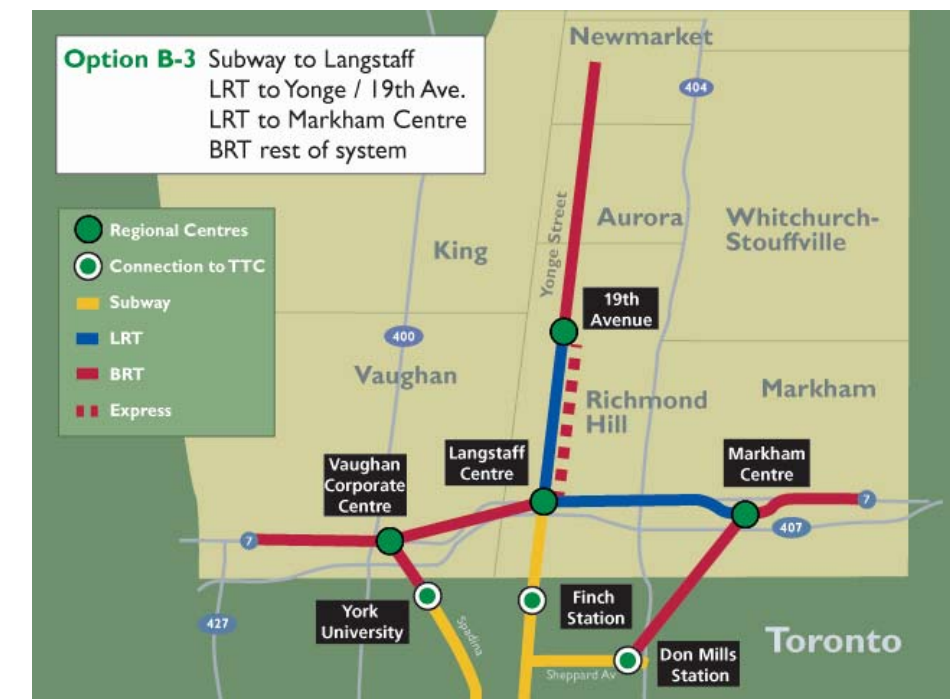 Option B-3 Subway to Langstaff
LRT to Yonge / 19th Ave.
LRT to Markham Centre
BRT rest of system
Regional Centres
Connection to TTC
Subway
LRT
BRT
Express
Newmarket
404
Yonge Street
Aurora
Whitchurch-
Stouffville
King
19th
Avenue
400
Vaughan
Richmond
Hill
Markham
Vaughan
Corporate
Centre
Langstaff
Centre
Markham
Centre
7
7
407
427
York
University
Spadina
Finch
Station
Sheppard Av
Don Mills
Station
Toronto